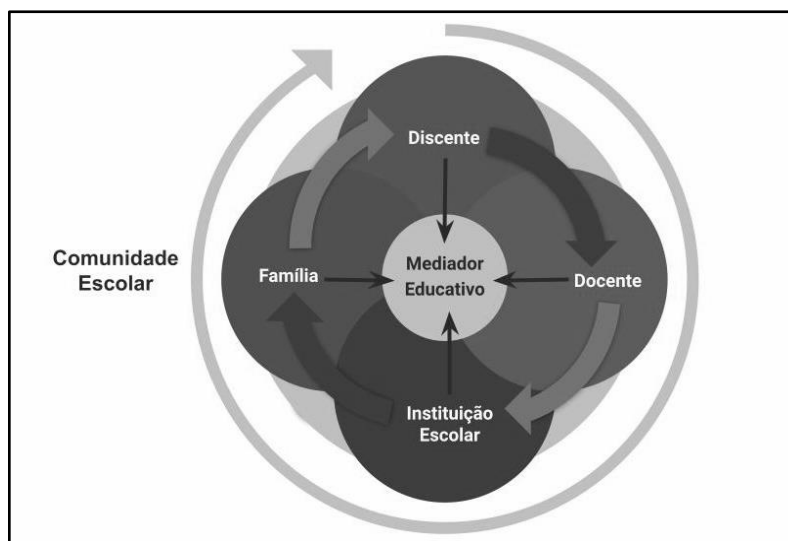 Discente
Comunidade
Escolar
Família
Mediador
Educativo
Docente
Instituição
Escolar